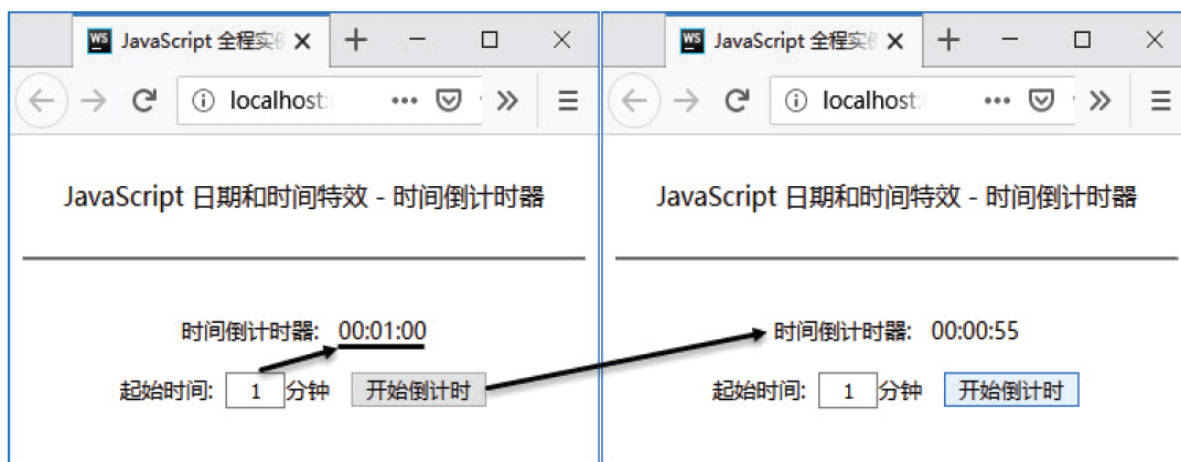 WS JavaScript 全程实
localhost:
JavaScript 日期和时间特效 - 时间倒计时器
时间倒计时器: 00:01:00
起始时间: 1 分钟 开始倒计时
WS JavaScript 全程实
localhost:
JavaScript 日期和时间特效 - 时间倒计时器
时间倒计时器: 00:00:55
起始时间: 1 分钟 开始倒计时